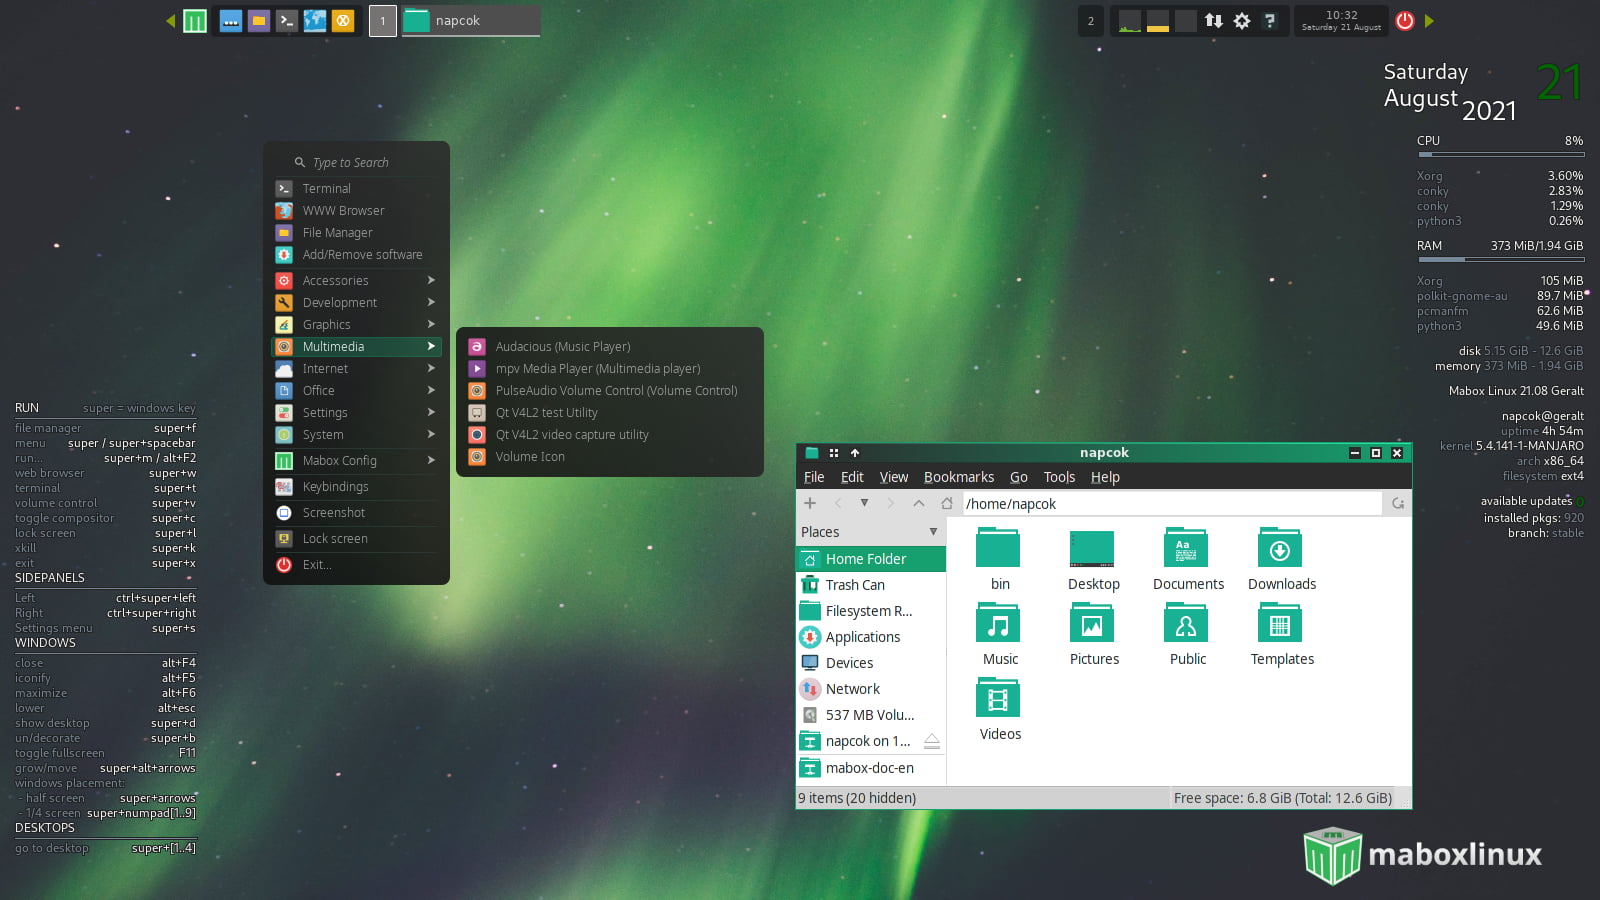 1
napcok
2
10:32
Saturday 21 August
Saturday
August
2021
21
CPU 8%
Xorg 3.60%
conky 2.83%
conky 1.29%
python3 0.26%
RAM 373 MiB/1.94 GiB
Xorg 105 MiB
polkit-gnome-au 89.7 MiB
pcmanfm 62.6 MiB
python3 49.6 MiB
disk 5.15 GiB - 12.6 GiB
memory 373 MiB - 1.94 GiB
Mabox Linux 21.08 Geralt
napcok@geralt
uptime 4h 54m
kernel 5.4.141-1-MANJARO
arch x86_64
filesystem ext4
available updates 0
installed pkgs: 920
branch: stable
Type to Search
Terminal
WWW Browser
File Manager
Add/Remove software
Accessories
Development
Graphics
Multimedia
Internet
Office
Settings
System
Mabox Config
Keybindings
Screenshot
Lock screen
Exit...
Audacious (Music Player)
mpv Media Player (Multimedia player)
PulseAudio Volume Control (Volume Control)
Qt V4L2 test Utility
Qt V4L2 video capture utility
Volume Icon
RUN super = windows key
file manager super+f
menu super / super+spacebar
run... super+m / alt+F2
web browser super+w
terminal super+t
volume control super+v
toggle compositor super+c
lock screen super+l
xkill super+k
exit super+x
SIDEPANELS
Left ctrl+super+left
Right ctrl+super+right
Settings menu super+s
WINDOWS
close alt+F4
iconify alt+F5
maximize alt+F6
lower alt+esc
show desktop super+d
un/decorate super+b
toggle fullscreen F11
grow/move super+alt+arrows
windows placement:
- half screen super+arrows
- 1/4 screen super+numpad[1..9]
DESKTOPS
go to desktop super+[1..4]
napcok
File Edit View Bookmarks Go Tools Help
/home/napcok
Places
Home Folder
Trash Can
Filesystem R...
Applications
Devices
Network
537 MB Volu...
napcok on 1...
mabox-doc-en
bin
Desktop
Documents
Downloads
Music
Pictures
Public
Templates
Videos
9 items (20 hidden)
Free space: 6.8 GiB (Total: 12.6 GiB)
maboxlinux